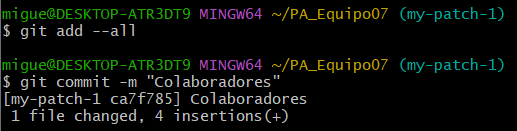 migue@DESKTOP-ATR3DT9 MINGW64 ~/PA_Equipo07 (my-patch-1)
$ git add --all
migue@DESKTOP-ATR3DT9 MINGW64 ~/PA_Equipo07 (my-patch-1)
$ git commit -m "Colaboradores"
[my-patch-1 ca7f785] Colaboradores
 1 file changed, 4 insertions(+)